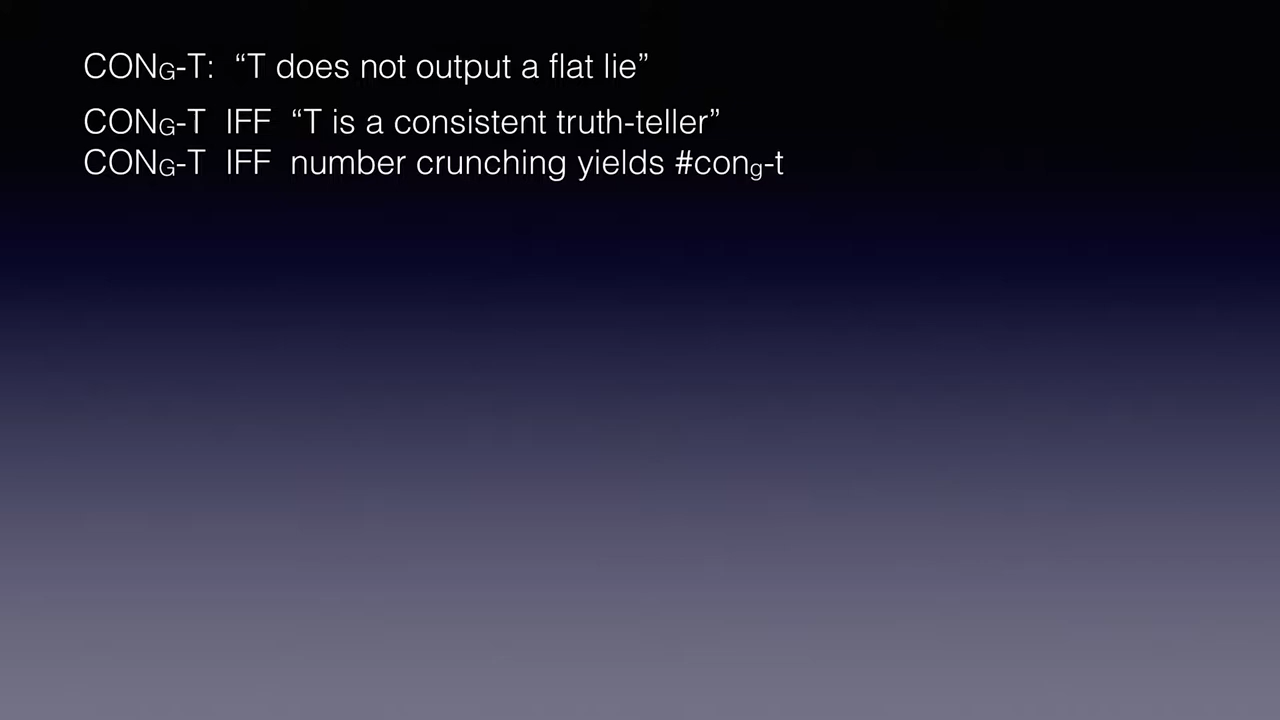 CONG-T: “T does not output a flat lie”
CONG-T IFF “T is a consistent truth-teller”
CONG-T IFF number crunching yields #cong-t